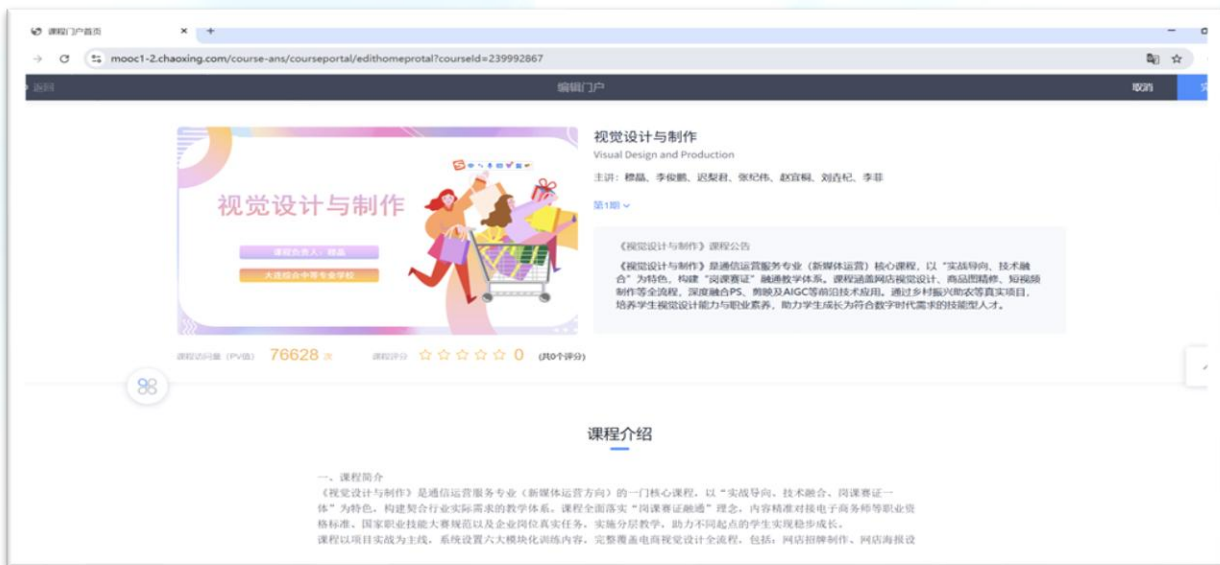 课程门户首页
mooc1-2.chaoxing.com/course-ans/courseportal/edithomeprotal?courseId=239992867
返回 编辑门户 取消
视觉设计与制作
课程负责人：穆晶
大连综合中等专业学校
视觉设计与制作
Visual Design and Production
主讲：穆晶、李俊鹏、迟梨君、张纪伟、赵宜桐、刘垚杞、李菲
第1期
《视觉设计与制作》课程公告
《视觉设计与制作》是通信运营服务专业（新媒体运营）核心课程，以“实战导向、技术融
合”为特色，构建“岗课赛证”融通教学体系。课程涵盖网店视觉设计、商品图精修、短视频
制作等全流程，深度融合PS、剪映及AIGC等前沿技术应用。通过乡村振兴助农等真实项目，
培养学生视觉设计能力与职业素养，助力学生成长为符合数字时代需求的技能型人才。
课程访问量（PV值） 76628 次 课程评分 0 (共0个评分)
课程介绍
一、课程简介
《视觉设计与制作》是通信运营服务专业（新媒体运营方向）的一门核心课程，以“实战导向、技术融合、岗课赛证一
体”为特色，构建契合行业实际需求的教学体系。课程全面落实“岗课赛证融通”理念，内容精准对接电子商务师等职业资
格标准、国家职业技能大赛规范以及企业岗位真实任务，实施分层教学，助力不同起点的学生实现稳步成长。
课程以项目实战为主线，系统设置六大模块化训练内容，完整覆盖电商视觉设计全流程，包括：网店招牌制作、网店海报设